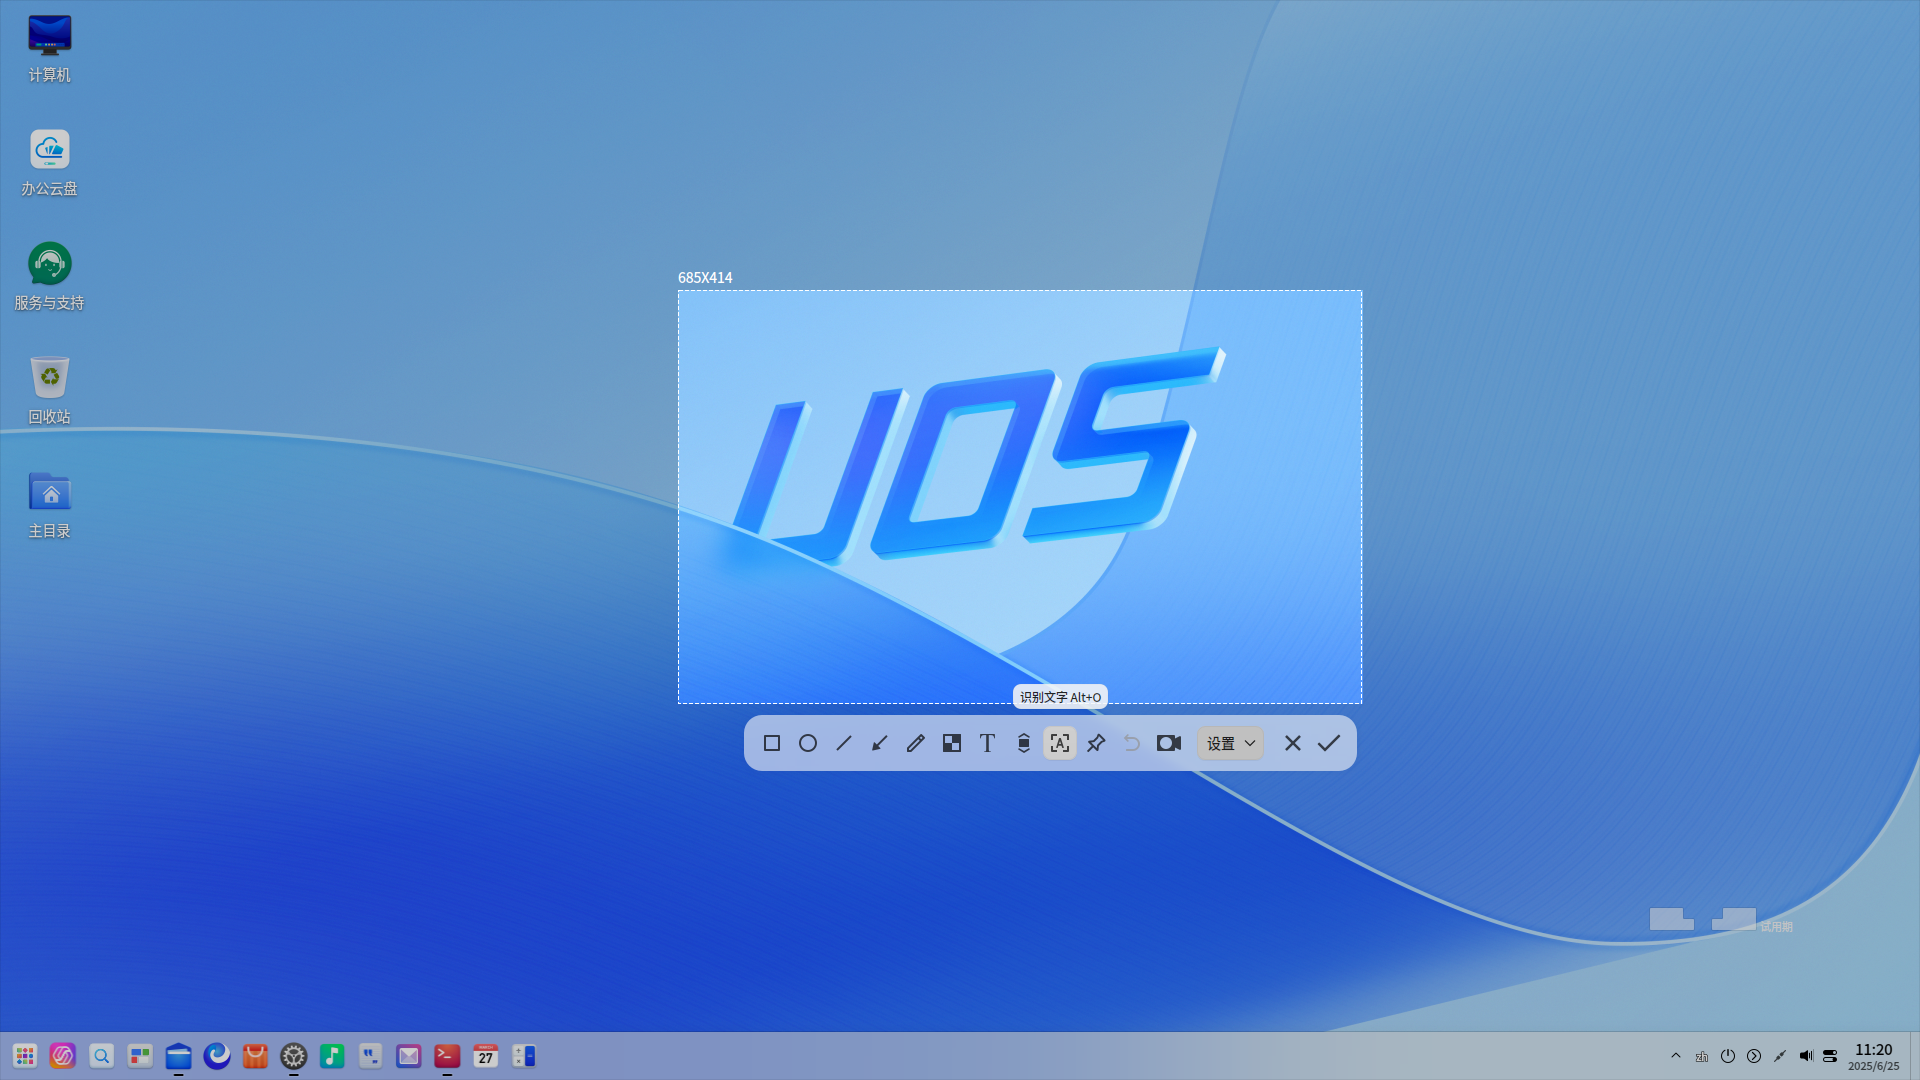 计算机
办公云盘
服务与支持
回收站
主目录
685X414
UOS
识别文字 Alt+O
T
A
设置
试用期
27
zh
11:20
2025/6/25